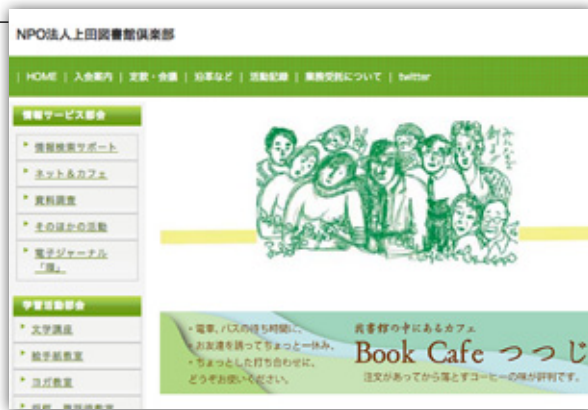 NPO法人上田図書館倶楽部
| HOME | 入会案内 | 定款・会議 | 沿革など | 活動記録 | 業務受託について | twitter
情報サービス部会
情報検索サポート
ネット&カフェ
資料調査
そのほかの活動
電子ジャーナル
「環」
学習活動部会
文学講座
絵手紙教室
ヨガ教室
みんなで
・電車、バスの待ち時間に、
・お友達を誘ってちょっと一休み、
・ちょっとした打ち合わせに、
どうぞお使いください。
図書館の中にあるカフェ
Book Cafe つつじ
注文があってから落とすコーヒーの味が評判です。